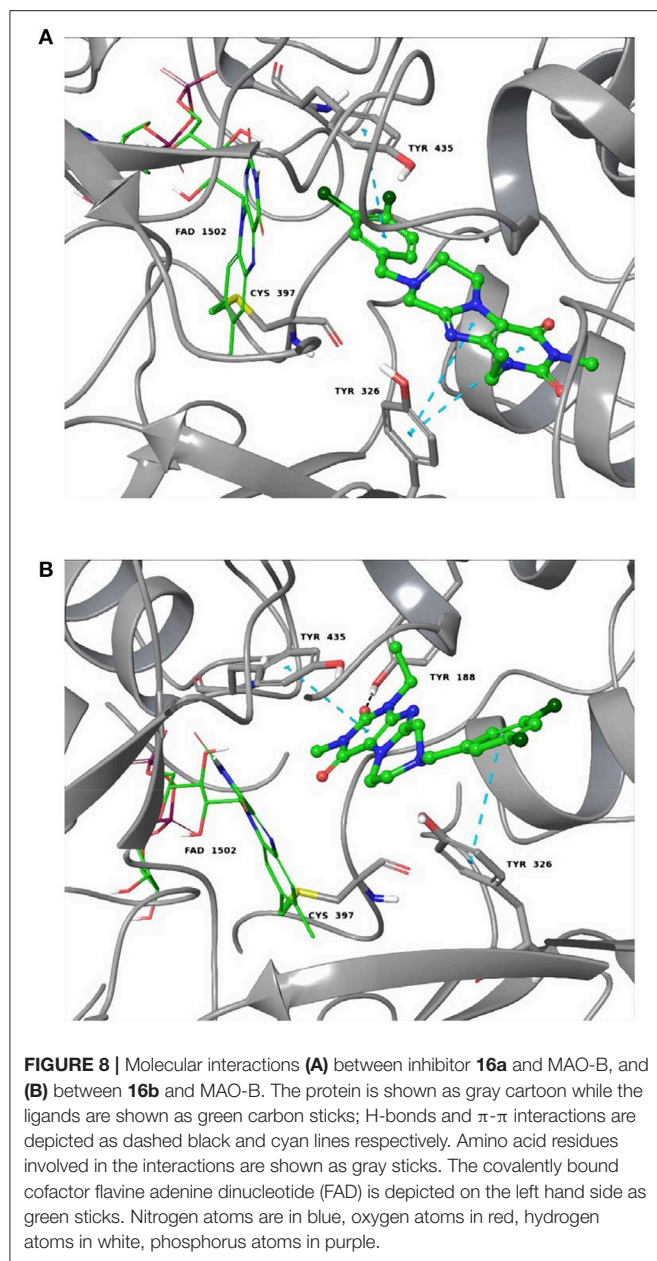 A
TYR 435
FAD 1502
CYS 397
TYR 326
B
TYR 435
TYR 188
FAD 1502
TYR 326
CYS 397
FIGURE 8 | Molecular interactions (A) between inhibitor 16a and MAO-B, and
(B) between 16b and MAO-B. The protein is shown as gray cartoon while the
ligands are shown as green carbon sticks; H-bonds and π-π interactions are
depicted as dashed black and cyan lines respectively. Amino acid residues
involved in the interactions are shown as gray sticks. The covalently bound
cofactor flavine adenine dinucleotide (FAD) is depicted on the left hand side as
green sticks. Nitrogen atoms are in blue, oxygen atoms in red, hydrogen
atoms in white, phosphorus atoms in purple.